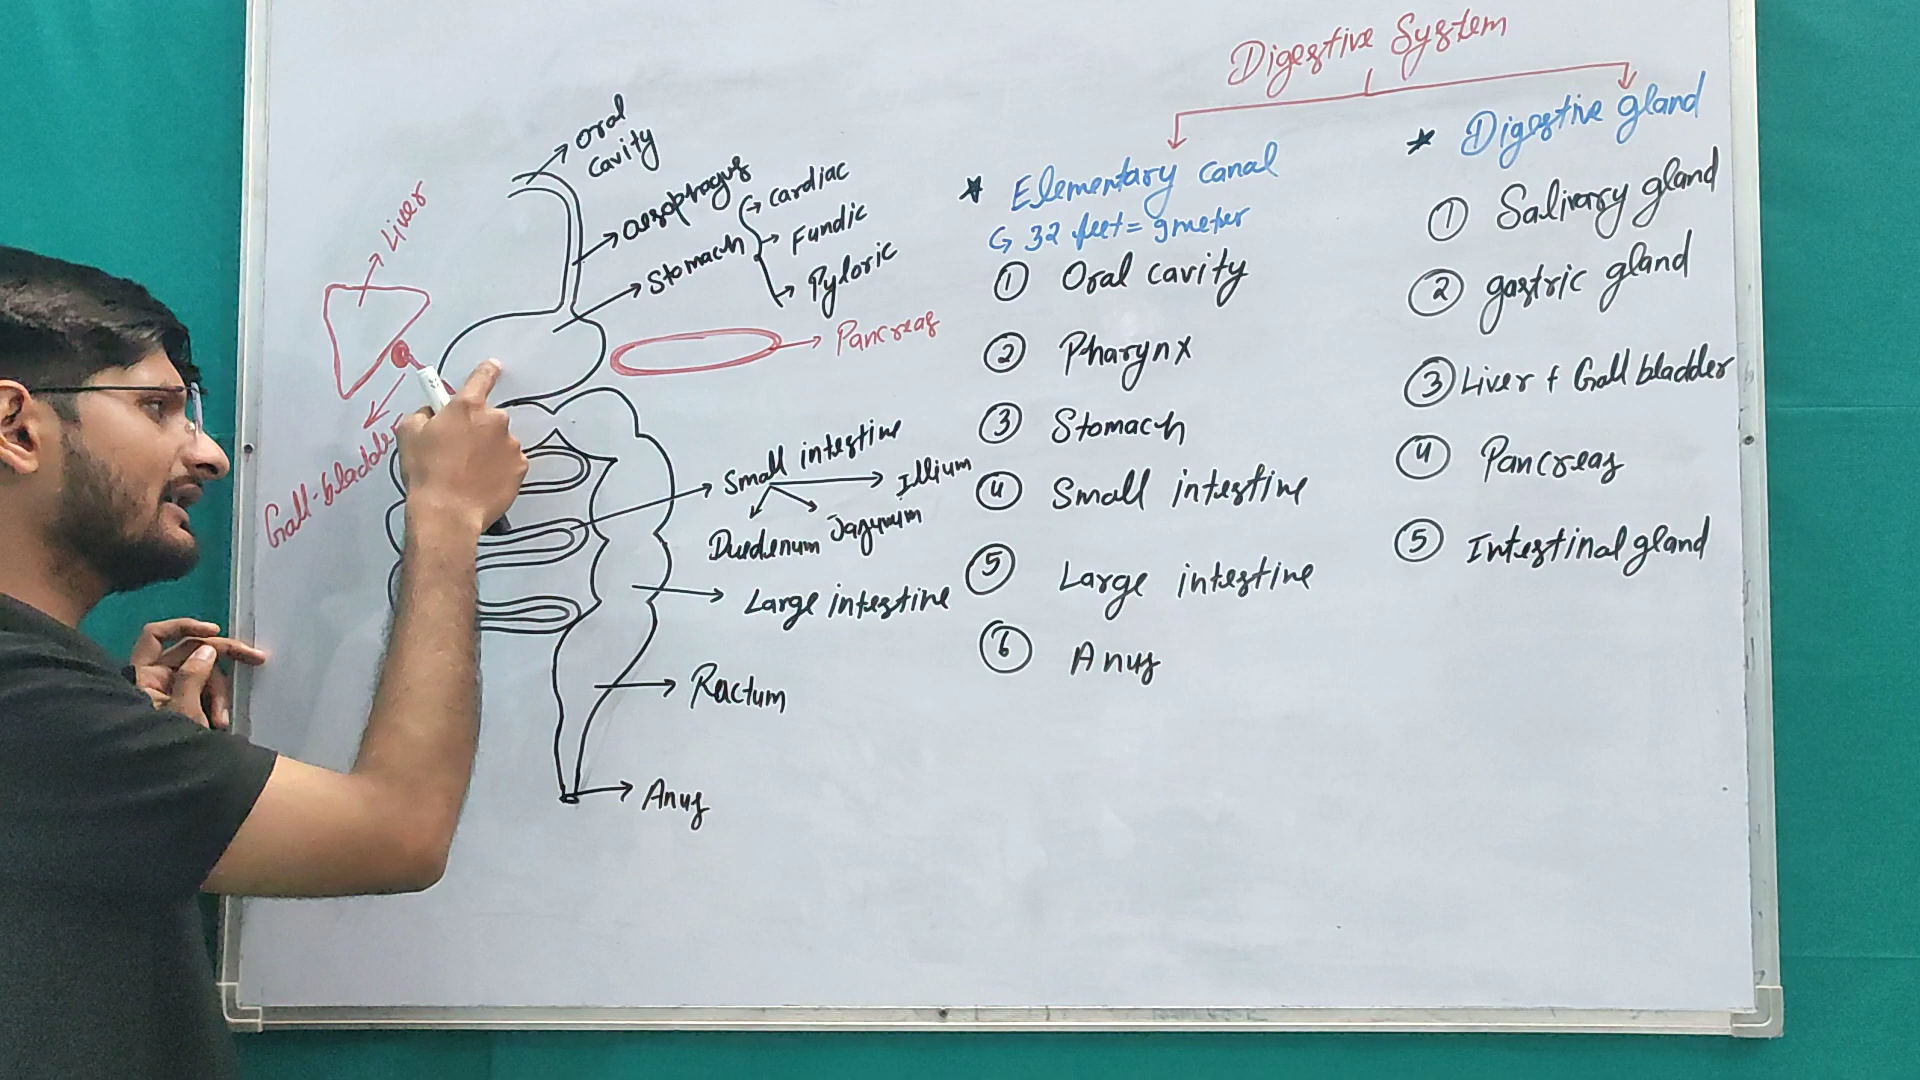 Digestive System
* Elementary canal
↳ 32 feet = 9 meter
① Oral cavity
② Pharynx
③ Stomach
④ Small intestine
⑤ Large intestine
⑥ Anus
* Digestive gland
① Salivary gland
② gastric gland
③ Liver + Gall bladder
④ Pancreas
⑤ Intestinal gland
Oral
cavity
oesophagus
Stomach
Cardiac
Fundic
Pyloric
Liver
Gall-bladder
Pancreas
Small intestine
Illium
Jagunum
Duedenum
Large intestine
Ractum
Anus